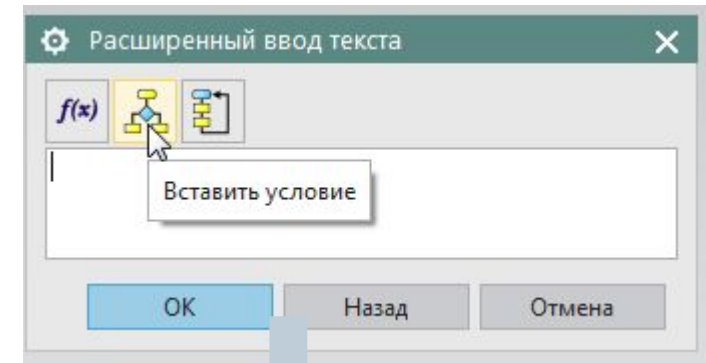 Расширенный ввод текста
f(x)
Вставить условие
OK Назад Отмена